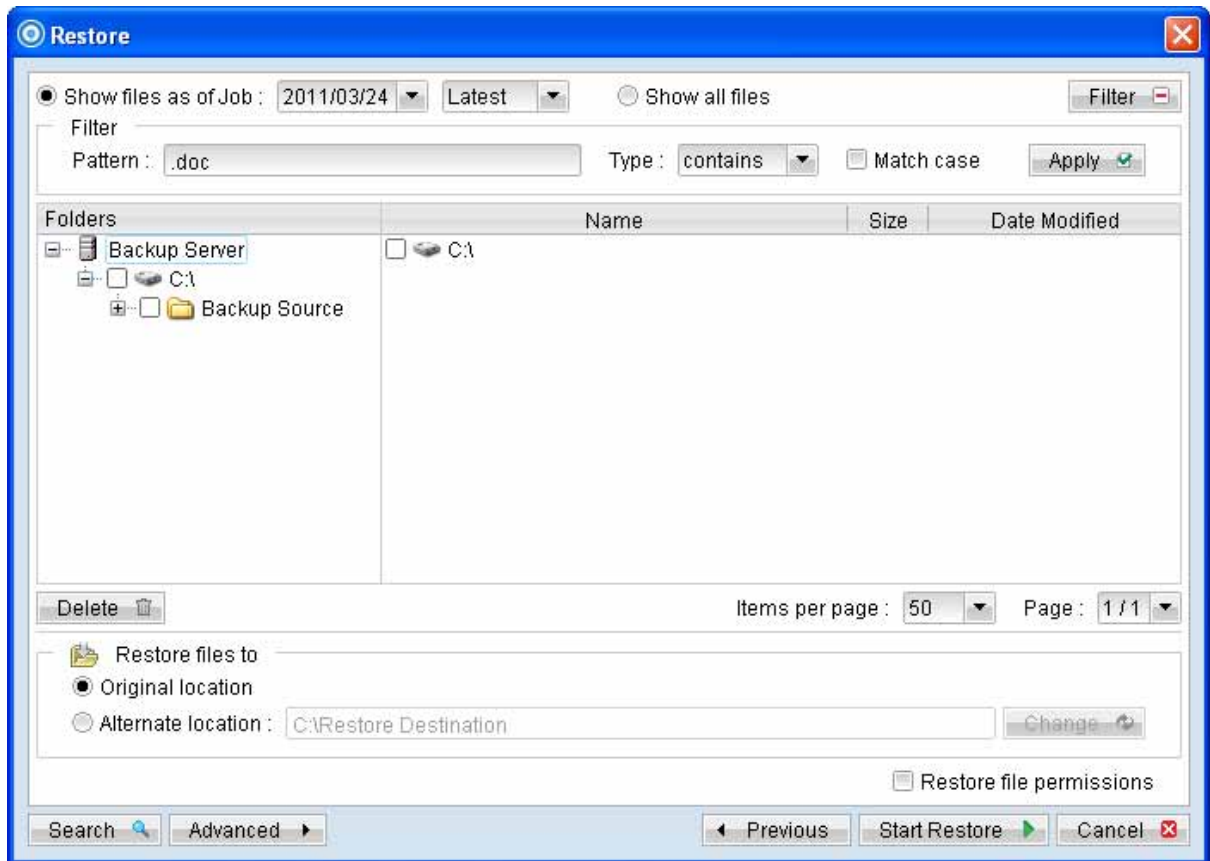 Restore
Show files as of Job : 2011/03/24 Latest Show all files Filter
Filter
Pattern : .doc Type : contains Match case Apply
Folders Name Size Date Modified
Backup Server C:\
C:\
Backup Source
Delete Items per page : 50 Page : 1 / 1
Restore files to
Original location
Alternate location : C:\Restore Destination Change
Restore file permissions
Search Advanced Previous Start Restore Cancel